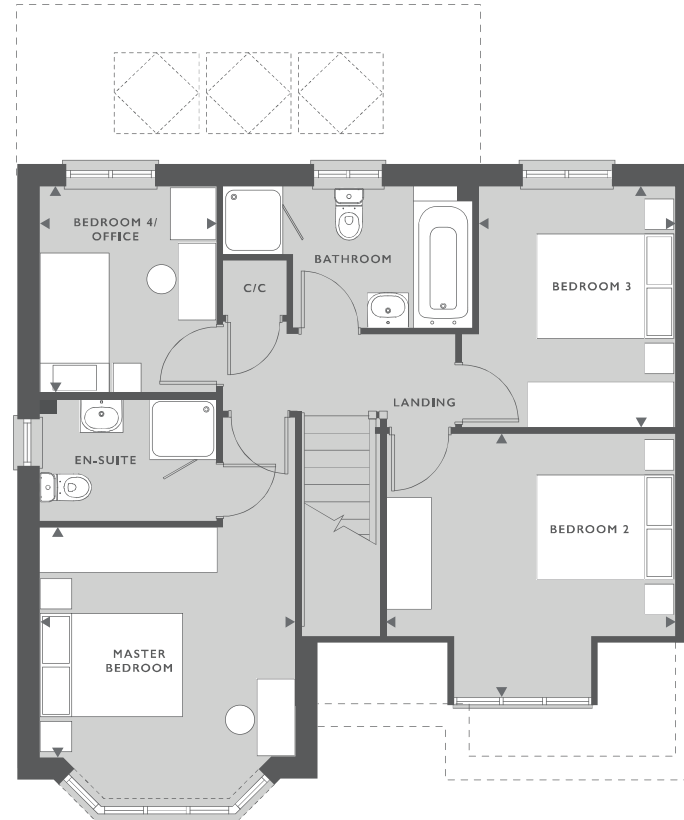 BEDROOM 4/
OFFICE
BATHROOM
C/C
BEDROOM 3
LANDING
EN-SUITE
BEDROOM 2
MASTER
BEDROOM